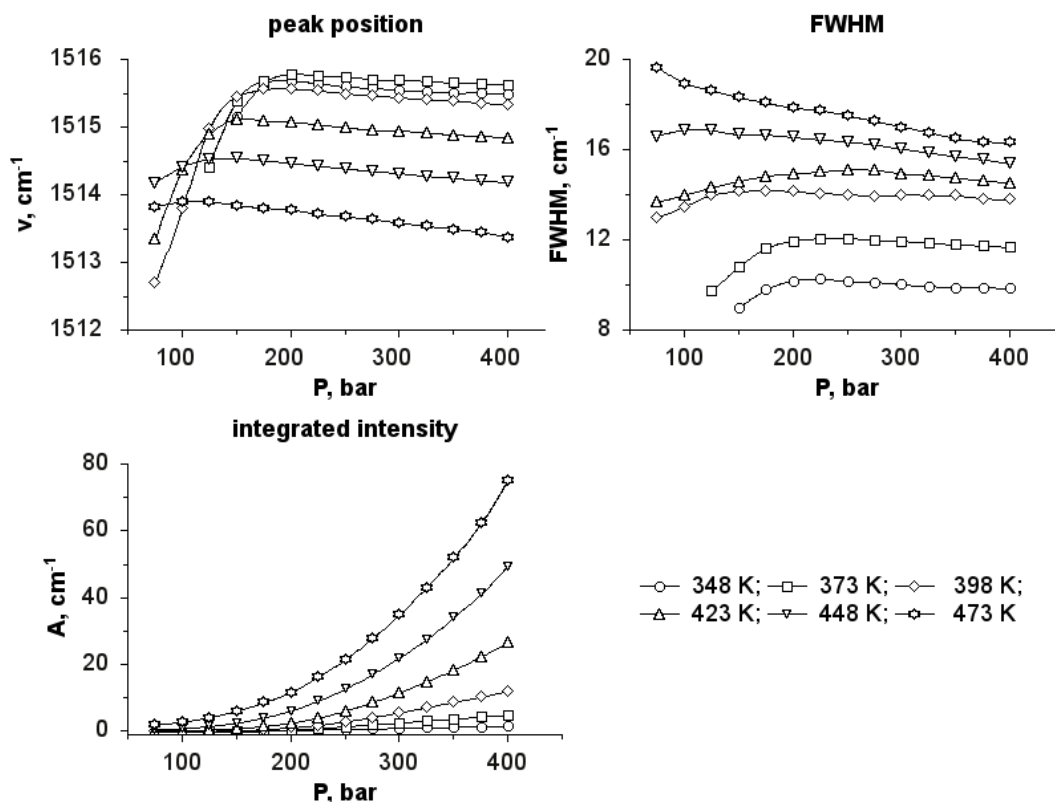 peak position
1516
1515
1514
1513
1512
ν, cm-1
100 200 300 400
P, bar
FWHM
20
16
12
8
FWHM, cm-1
100 200 300 400
P, bar
integrated intensity
80
60
40
20
0
A, cm-1
100 200 300 400
P, bar
348 K; 373 K; 398 K;
423 K; 448 K; 473 K